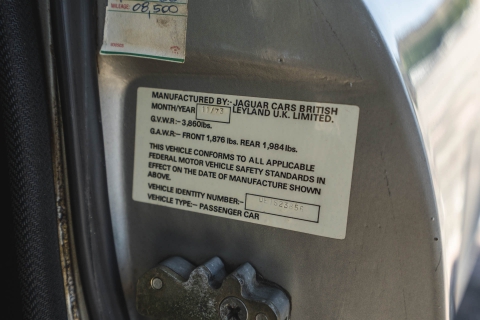 MILEAGE
08,500
MANUFACTURED BY:- JAGUAR CARS BRITISH
MONTH/YEAR LEYLAND U.K. LIMITED.
G.V.W.R:- 3,860lbs.
G.A.W.R:- FRONT 1,876 lbs. REAR 1,984lbs.
THIS VEHICLE CONFORMS TO ALL APPLICABLE
FEDERAL MOTOR VEHICLE SAFETY STANDARDS IN
EFFECT ON THE DATE OF MANUFACTURE SHOWN
ABOVE.
VEHICLE IDENTITY NUMBER:-
VEHICLE TYPE:- PASSENGER CAR